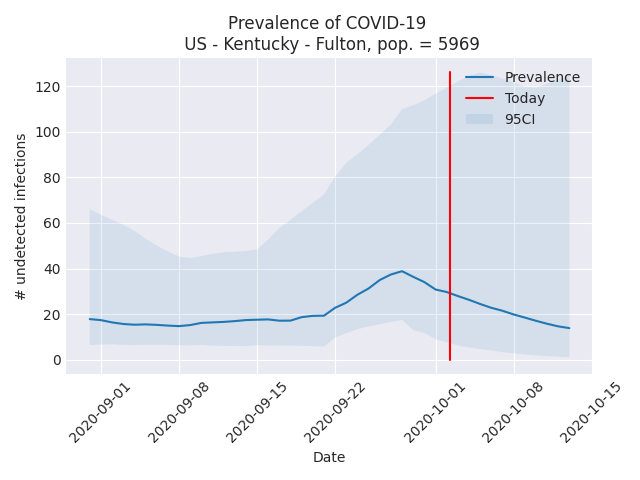 Prevalence of COVID-19
US - Kentucky - Fulton, pop. = 5969
Prevalence
Today
95CI
120
100
80
60
40
20
0
# undetected infections
2020-09-01
2020-09-08
2020-09-15
2020-09-22
2020-10-01
2020-10-08
2020-10-15
Date